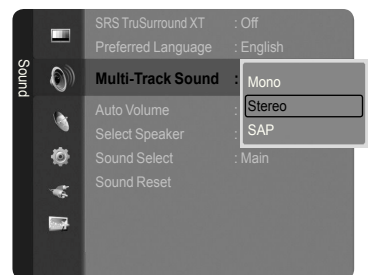 Sound
SRS TruSurround XT : Off
Preferred Language : English
Multi-Track Sound :
Mono
Stereo
SAP
Auto Volume :
Select Speaker :
Sound Select : Main
Sound Reset